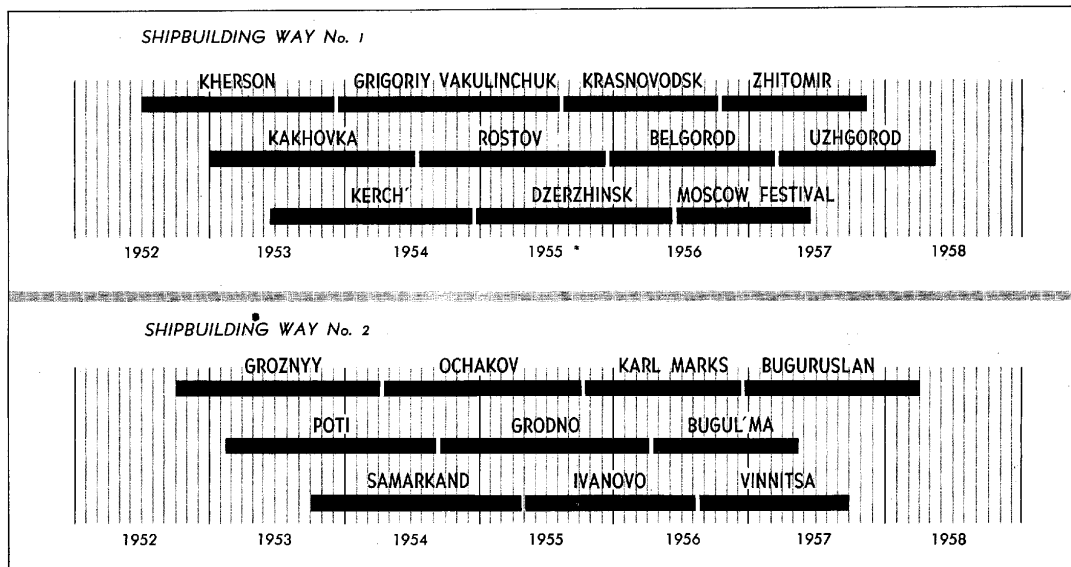 SHIPBUILDING WAY No. 1
KHERSON GRIGORIY VAKULINCHUK KRASNOVODSK ZHITOMIR
KAKHOVKA ROSTOV BELGOROD UZHGOROD
KERCH′ DZERZHINSK MOSCOW FESTIVAL
1952 1953 1954 1955 1956 1957 1958
SHIPBUILDING WAY No. 2
GROZNYY OCHAKOV KARL MARKS BUGURUSLAN
POTI GRODNO BUGUL′MA
SAMARKAND IVANOVO VINNITSA
1952 1953 1954 1955 1956 1957 1958